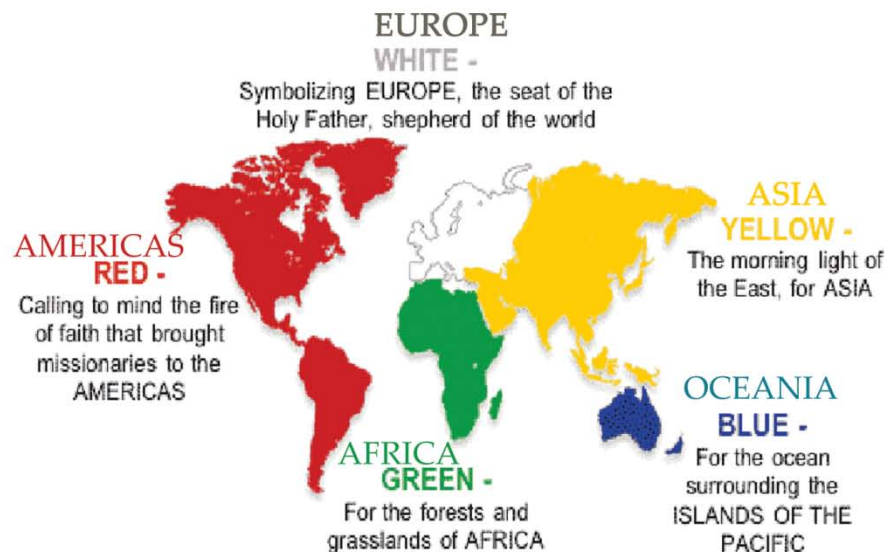 EUROPE
WHITE -
Symbolizing EUROPE, the seat of the
Holy Father, shepherd of the world
AMERICAS
RED -
Calling to mind the fire
of faith that brought
missionaries to the
AMERICAS
ASIA
YELLOW -
The morning light of
the East, for ASIA
AFRICA
GREEN -
For the forests and
grasslands of AFRICA
OCEANIA
BLUE -
For the ocean
surrounding the
ISLANDS OF THE
PACIFIC